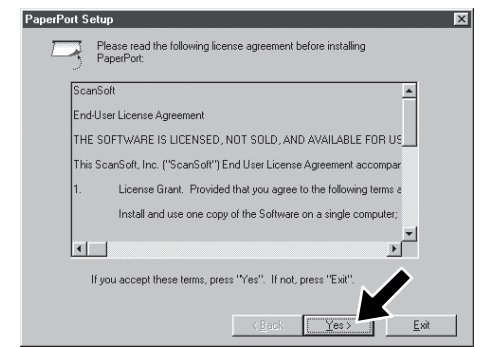 PaperPort Setup
Please read the following license agreement before installing
PaperPort:
ScanSoft
End-User License Agreement
THE SOFTWARE IS LICENSED, NOT SOLD, AND AVAILABLE FOR US
This ScanSoft, Inc. ("ScanSoft") End User License Agreement accompar
1. License Grant. Provided that you agree to the following terms a
Install and use one copy of the Software on a single computer;
If you accept these terms, press "Yes". If not, press "Exit".
< Back Yes > Exit